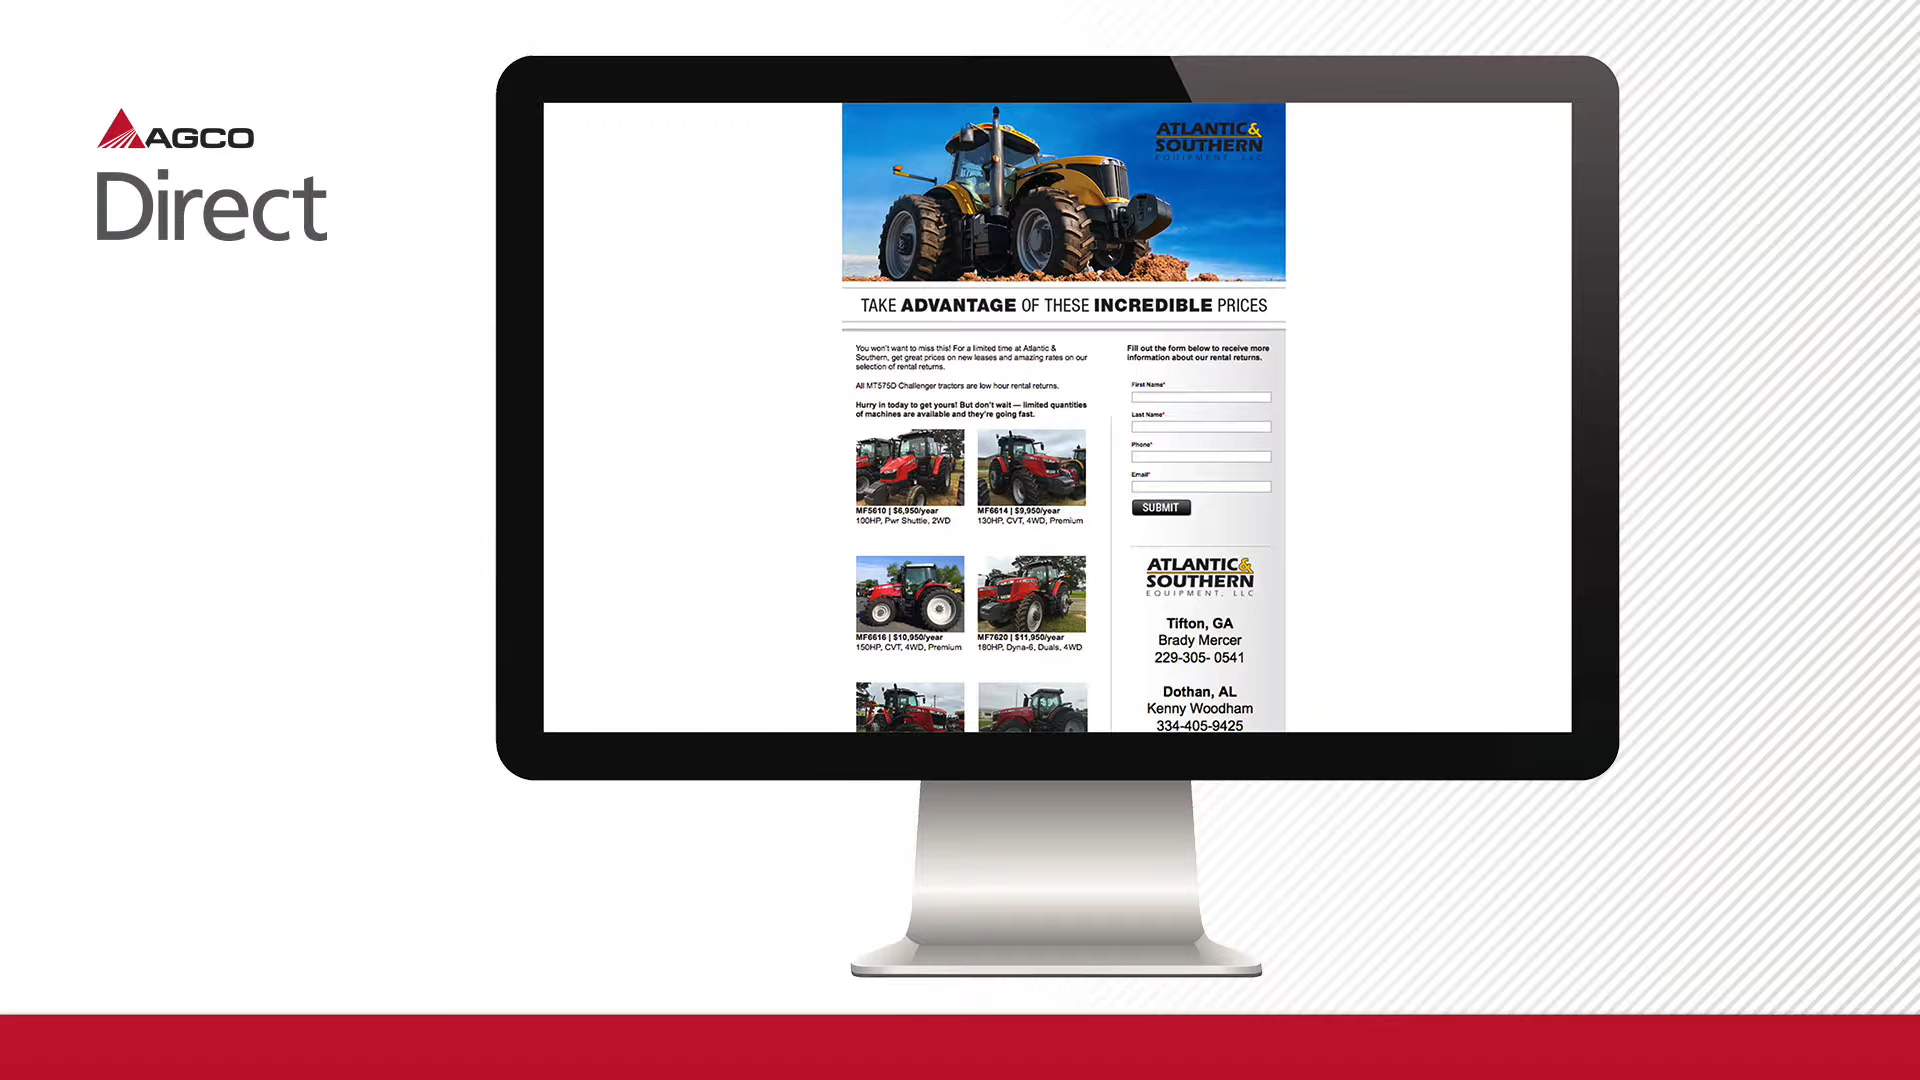 AGCO
Direct
ATLANTIC&
SOUTHERN
EQUIPMENT, LLC
TAKE ADVANTAGE OF THESE INCREDIBLE PRICES
You won't want to miss this! For a limited time at Atlantic &
Southern, get great prices on new leases and amazing rates on our
selection of rental returns.
All MT575D Challenger tractors are low hour rental returns.
Hurry in today to get yours! But don't wait — limited quantities
of machines are available and they're going fast.
MF5610 | $6,950/year
100HP, Pwr Shuttle, 2WD
MF6614 | $9,950/year
130HP, CVT, 4WD, Premium
MF6616 | $10,950/year
150HP, CVT, 4WD, Premium
MF7620 | $11,950/year
180HP, Dyna-6, Duals, 4WD
Fill out the form below to receive more
information about our rental returns.
First Name*
Last Name*
Phone*
Email*
SUBMIT
ATLANTIC&
SOUTHERN
EQUIPMENT, LLC
Tifton, GA
Brady Mercer
229-305- 0541
Dothan, AL
Kenny Woodham
334-405-9425